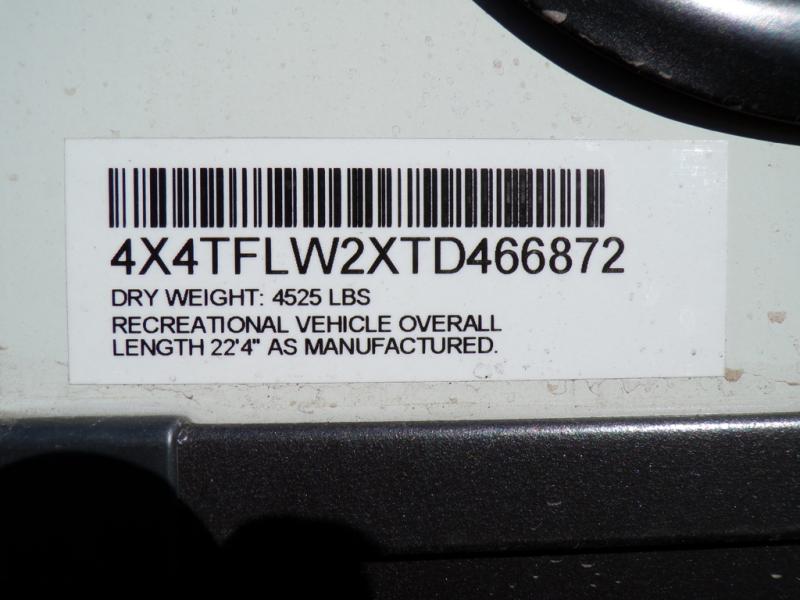 4X4TFLW2XTD466872
DRY WEIGHT: 4525 LBS
RECREATIONAL VEHICLE OVERALL
LENGTH 22'4" AS MANUFACTURED.